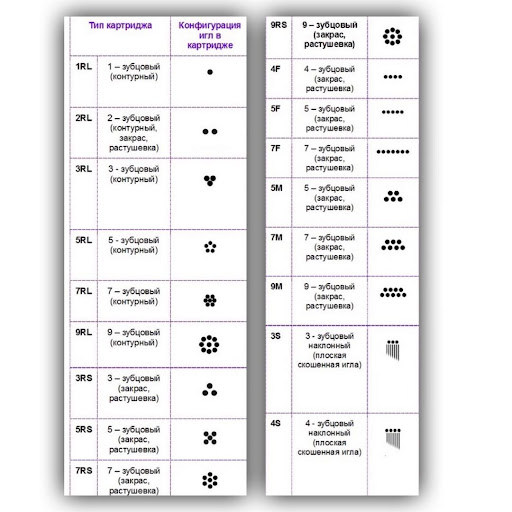 Тип картриджа
Конфигурация
игл в
картридже
1RL
1 – зубцовый
(контурный)
2RL
2 – зубцовый
(контурный,
закрас,
растушевка)
3RL
3 - зубцовый
(контурный)
5RL
5 - зубцовый
(контурный)
7RL
7 – зубцовый
(контурный)
9RL
9 – зубцовый
(контурный)
3RS
3 – зубцовый
(закрас,
растушевка)
5RS
5 – зубцовый
(закрас,
растушевка)
7RS
7 – зубцовый
(закрас,
растушевка)
9RS
9 – зубцовый
(закрас,
растушевка)
4F
4 – зубцовый
(закрас,
растушевка)
5F
5 – зубцовый
(закрас,
растушевка)
7F
7 – зубцовый
(закрас,
растушевка)
5M
5 – зубцовый
(закрас,
растушевка)
7M
7 – зубцовый
(закрас,
растушевка)
9M
9 – зубцовый
(закрас,
растушевка)
3S
3 - зубцовый
наклонный
(плоская
скошенная игла)
4S
4 - зубцовый
наклонный
(плоская
скошенная игла)